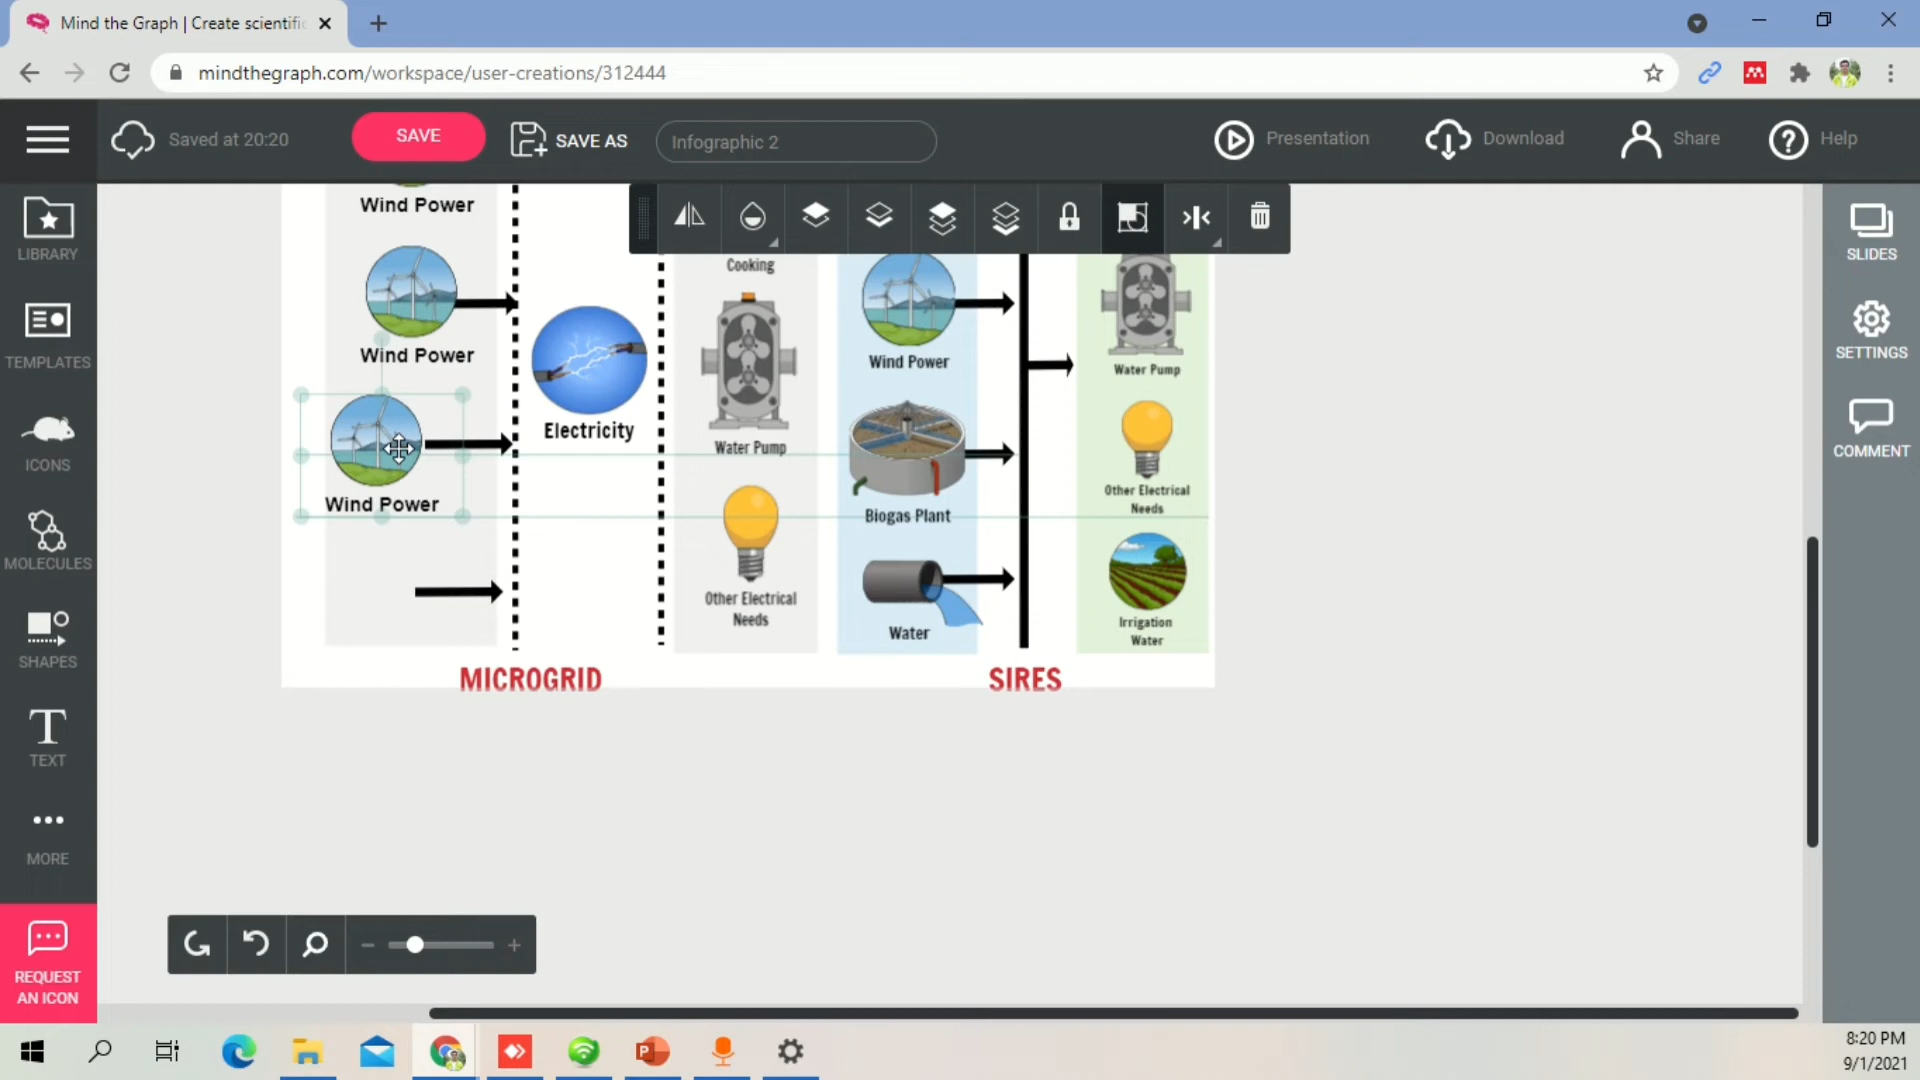 Mind the Graph | Create scientific
mindthegraph.com/workspace/user-creations/312444
Saved at 20:20
SAVE
SAVE AS
Infographic 2
Presentation
Download
Share
Help
LIBRARY
TEMPLATES
ICONS
MOLECULES
SHAPES
TEXT
MORE
REQUEST
AN ICON
SLIDES
SETTINGS
COMMENT
Wind Power
Wind Power
Wind Power
Electricity
Cooking
Water Pump
Other Electrical
Needs
MICROGRID
Wind Power
Biogas Plant
Water
Water Pump
Other Electrical
Needs
Irrigation
Water
SIRES
8:20 PM
9/1/2021